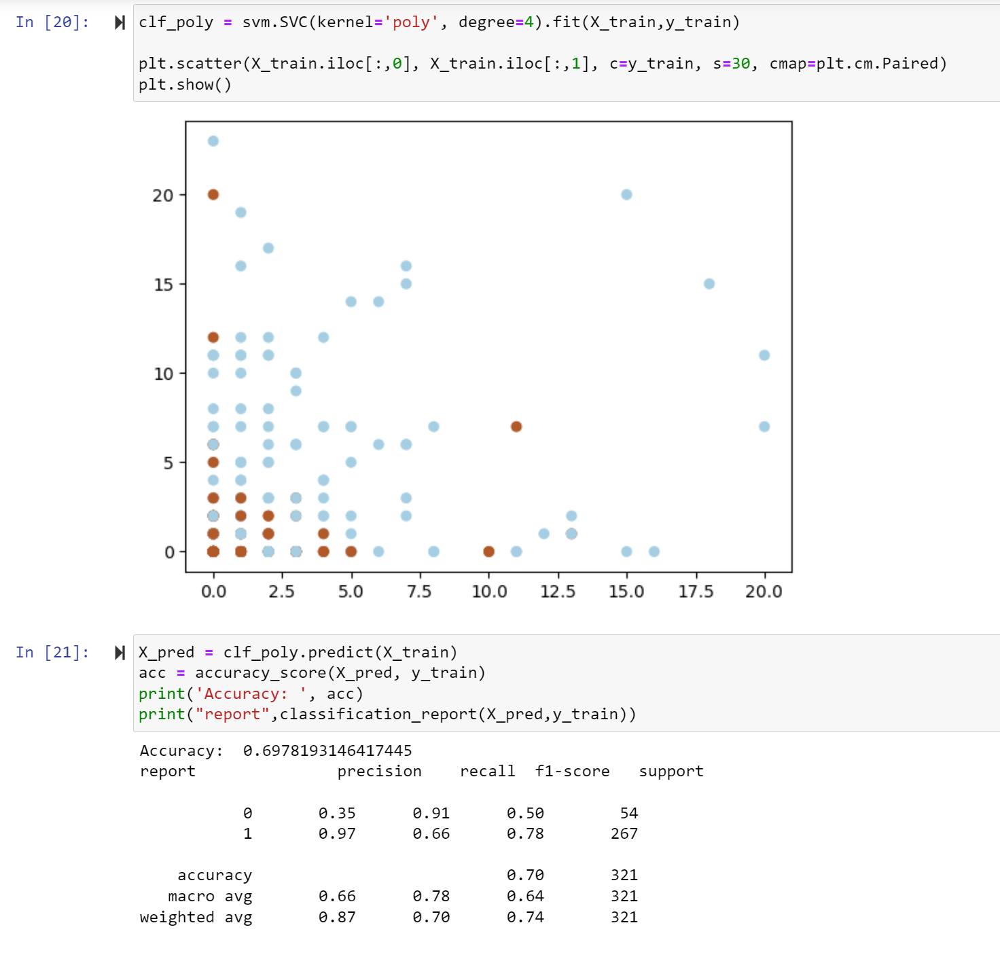 In [20]: clf_poly = svm.SVC(kernel='poly', degree=4).fit(X_train,y_train)
plt.scatter(X_train.iloc[:,0], X_train.iloc[:,1], c=y_train, s=30, cmap=plt.cm.Paired)
plt.show()
20
15
10
5
0
0.0 2.5 5.0 7.5 10.0 12.5 15.0 17.5 20.0
In [21]: X_pred = clf_poly.predict(X_train)
acc = accuracy_score(X_pred, y_train)
print('Accuracy: ', acc)
print("report",classification_report(X_pred,y_train))
Accuracy:  0.6978193146417445
report precision recall f1-score support
0 0.35 0.91 0.50 54
1 0.97 0.66 0.78 267
accuracy 0.70 321
macro avg 0.66 0.78 0.64 321
weighted avg 0.87 0.70 0.74 321